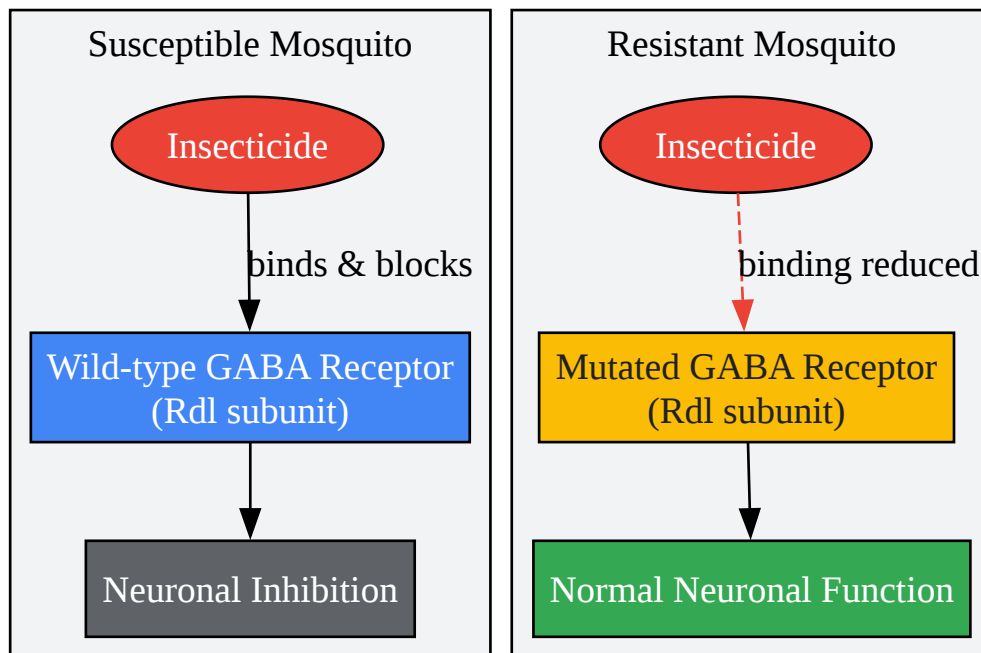 Susceptible Mosquito
Insecticide
binds & blocks
Wild-type GABA Receptor
(Rdl subunit)
Neuronal Inhibition
Resistant Mosquito
Insecticide
binding reduced
Mutated GABA Receptor
(Rdl subunit)
Normal Neuronal Function